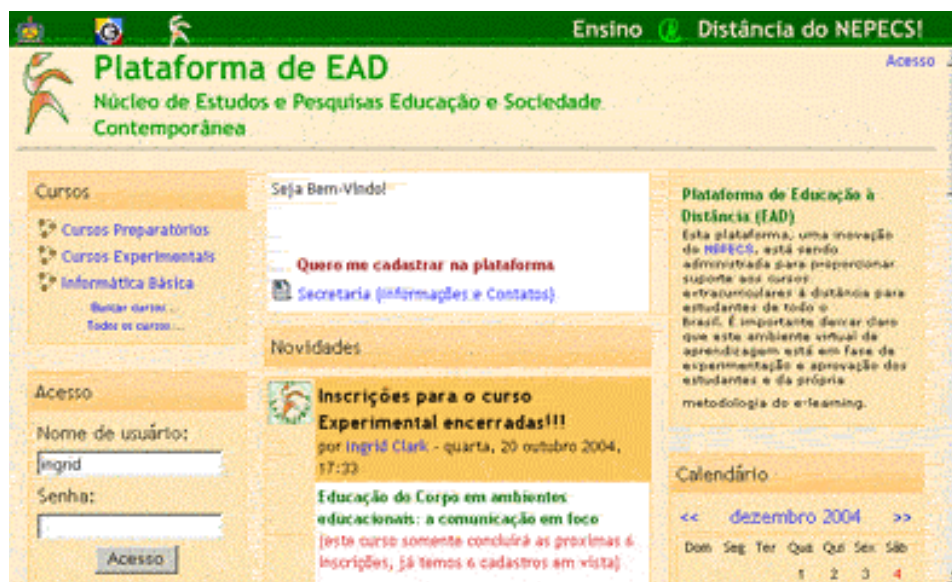 Ensino @ Distância do NEPECS!
Acesso
Plataforma de EAD
Núcleo de Estudos e Pesquisas Educação e Sociedade
Contemporânea
Cursos
Cursos Preparatórios
Cursos Experimentais
Informática Básica
Buscar cursos...
Todos os cursos...
Acesso
Nome de usuário:
ingrid
Senha:
Acesso
Seja Bem-Vindo!
Quero me cadastrar na plataforma
Secretaria (Informações e Contatos)
Novidades
Inscrições para o curso
Experimental encerradas!!!
por Ingrid Clark - quarta, 20 outubro 2004,
17:33
Educação do Corpo em ambientes
educacionais: a comunicação em foco
(este curso somente concluirá as próximas 6
inscrições, já temos 6 cadastros em vista)
Plataforma de Educação à
Distância (EAD)
Esta plataforma, uma inovação
do NEPECS, está sendo
administrada para proporcionar
suporte aos cursos
extracurriculares à distância para
estudantes de todo o
Brasil. É importante deixar claro
que este ambiente virtual de
aprendizagem está em fase de
experimentação e aprovação dos
estudantes e da própria
metodologia do e-learning.
Calendário
<< dezembro 2004 >>
Dom Seg Ter Qua Qui Sex Sáb
1 2 3 4